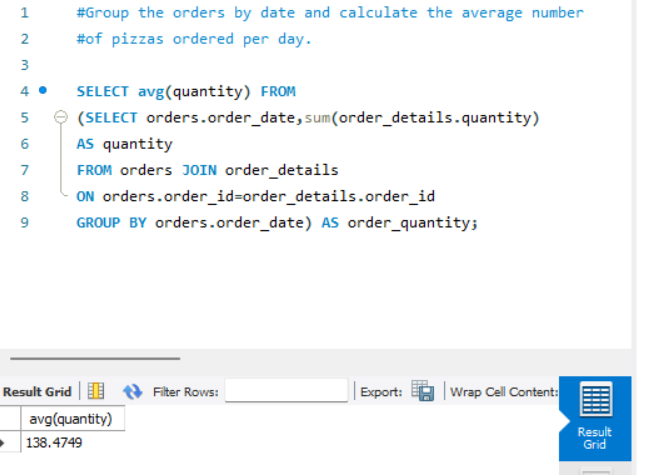 1 #Group the orders by date and calculate the average number
2 #of pizzas ordered per day.
3
4 SELECT avg(quantity) FROM
5 (SELECT orders.order_date,sum(order_details.quantity)
6 AS quantity
7 FROM orders JOIN order_details
8 ON orders.order_id=order_details.order_id
9 GROUP BY orders.order_date) AS order_quantity;
Result Grid Filter Rows: Export: Wrap Cell Content:
avg(quantity)
138.4749
Result
Grid